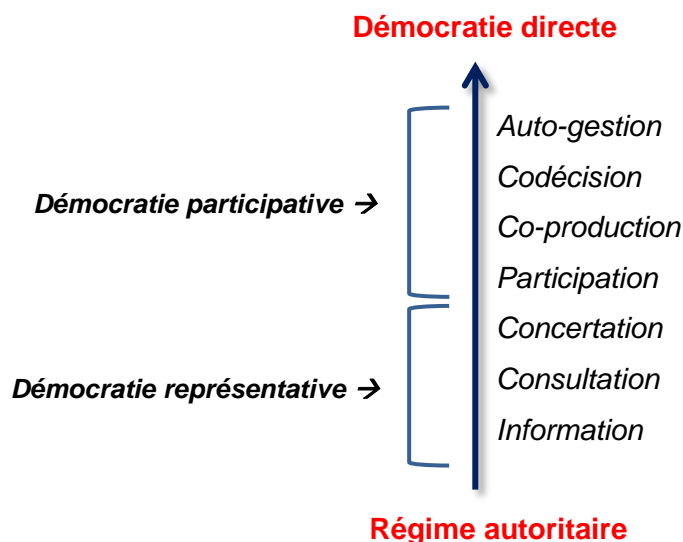 Démocratie directe
Auto-gestion
Codécision
Démocratie participative →
Co-production
Participation
Concertation
Démocratie représentative →
Consultation
Information
Régime autoritaire